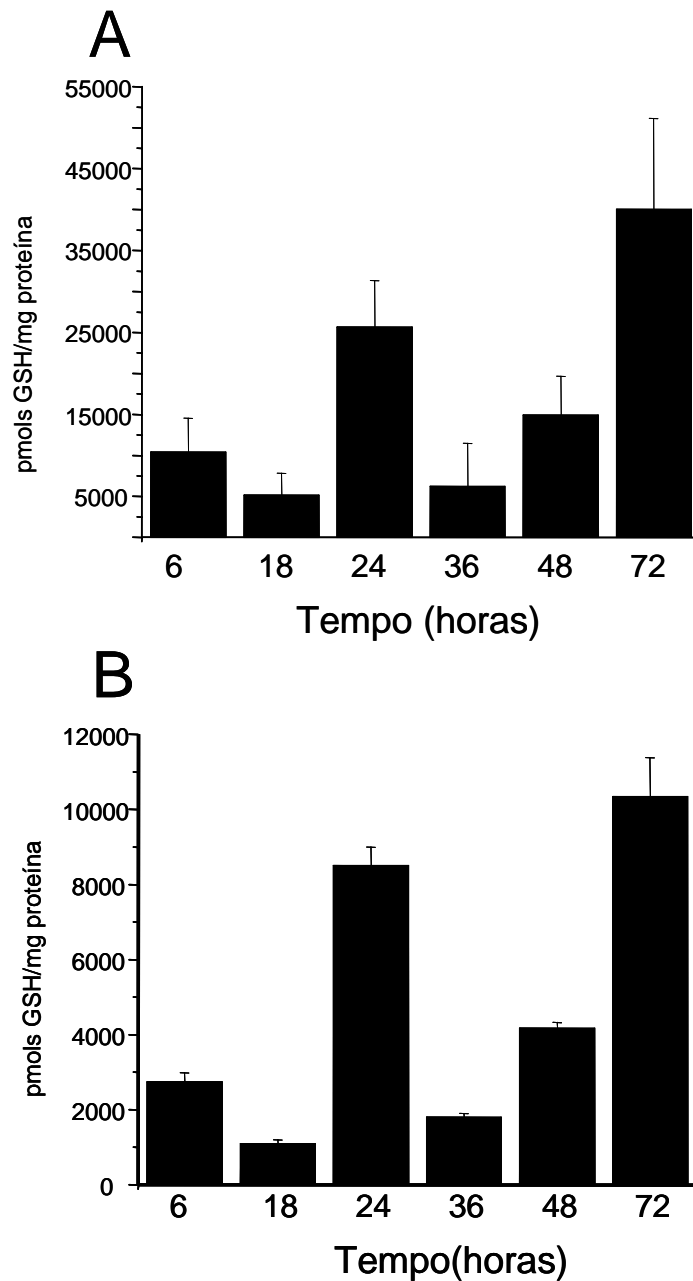 A
55000
45000
35000
25000
15000
5000
pmols GSH/mg proteína
6 18 24 36 48 72
Tempo (horas)
B
12000
10000
8000
6000
4000
2000
0
pmols GSH/mg proteína
6 18 24 36 48 72
Tempo(horas)